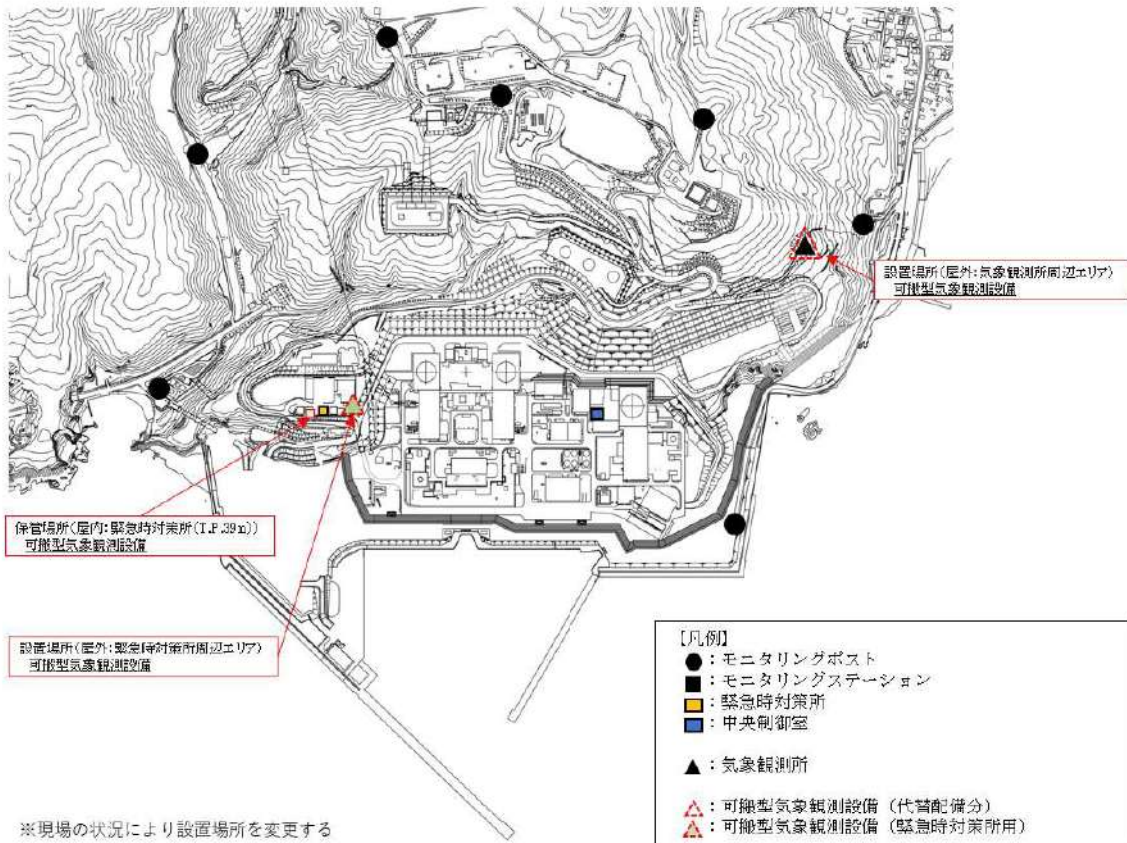 設置場所(屋外:気象観測所周辺エリア)
可搬型気象観測設備
保管場所(屋内:緊急時対策所(T.P.39m))
可搬型気象観測設備
設置場所(屋外:緊急時対策所周辺エリア)
可搬型気象観測設備
【凡例】
●:モニタリングポスト
■:モニタリングステーション
:緊急時対策所
:中央制御室
▲:気象観測所
:可搬型気象観測設備(代替配備分)
:可搬型気象観測設備(緊急時対策所用)
※現場の状況により設置場所を変更する